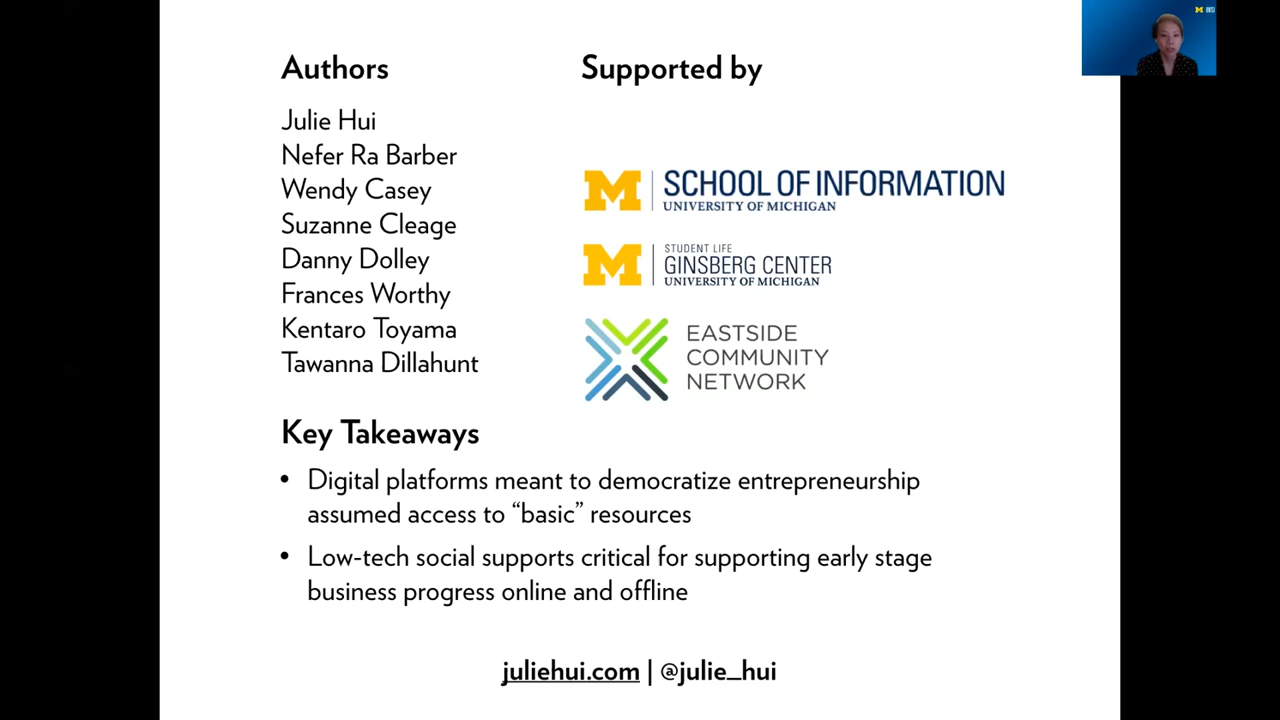 Authors
Julie Hui
Nefer Ra Barber
Wendy Casey
Suzanne Cleage
Danny Dolley
Frances Worthy
Kentaro Toyama
Tawanna Dillahunt
Supported by
M SCHOOL OF INFORMATION
UNIVERSITY OF MICHIGAN
STUDENT LIFE
M GINSBERG CENTER
UNIVERSITY OF MICHIGAN
EASTSIDE
COMMUNITY
NETWORK
Key Takeaways
• Digital platforms meant to democratize entrepreneurship
assumed access to “basic” resources
• Low-tech social supports critical for supporting early stage
business progress online and offline
juliehui.com | @julie_hui
M